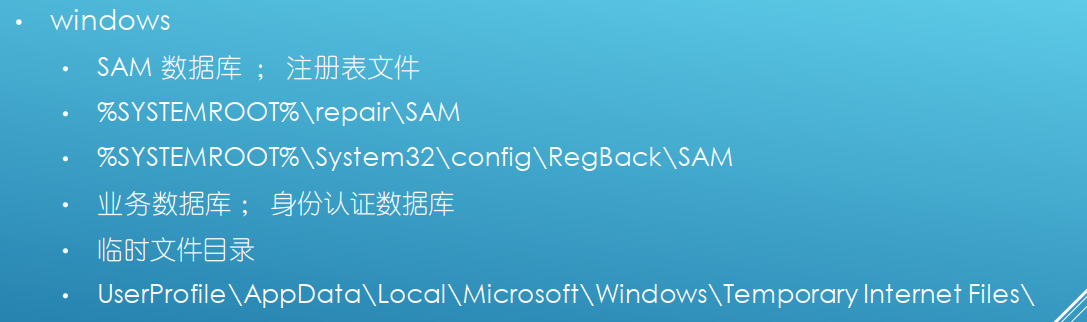 windows
SAM 数据库 ； 注册表文件
%SYSTEMROOT%\repair\SAM
%SYSTEMROOT%\System32\config\RegBack\SAM
业务数据库 ； 身份认证数据库
临时文件目录
UserProfile\AppData\Local\Microsoft\Windows\Temporary Internet Files\